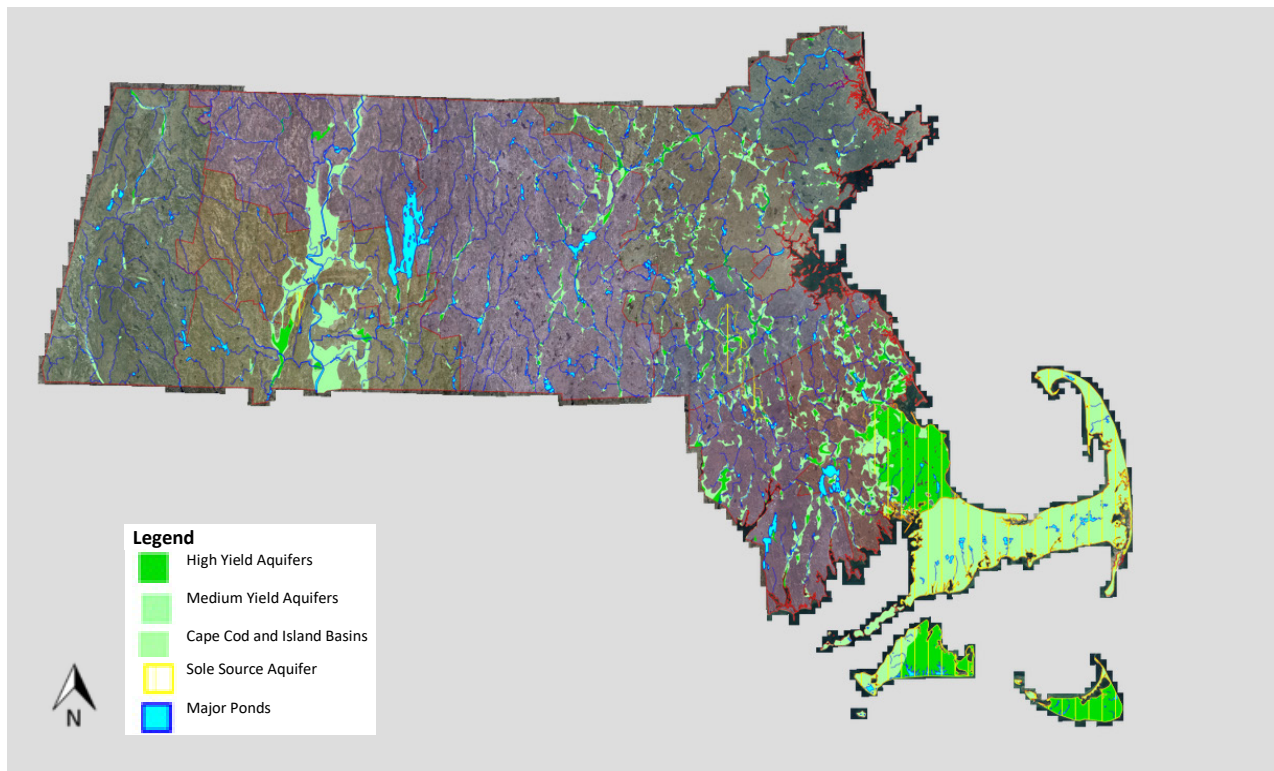 Legend
High Yield Aquifers
Medium Yield Aquifers
Cape Cod and Island Basins
Sole Source Aquifer
Major Ponds
N